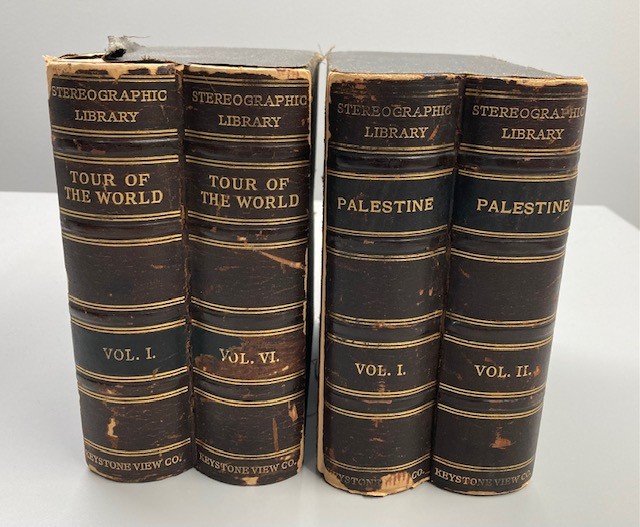 STEREOGRAPHIC
LIBRARY
TOUR OF
THE WORLD
VOL. I.
KEYSTONE VIEW CO.
STEREOGRAPHIC
LIBRARY
TOUR OF
THE WORLD
VOL. VI.
KEYSTONE VIEW CO.
STEREOGRAPHIC
LIBRARY
PALESTINE
VOL. I.
KEYSTONE VIEW CO.
STEREOGRAPHIC
LIBRARY
PALESTINE
VOL. II.
KEYSTONE VIEW CO.